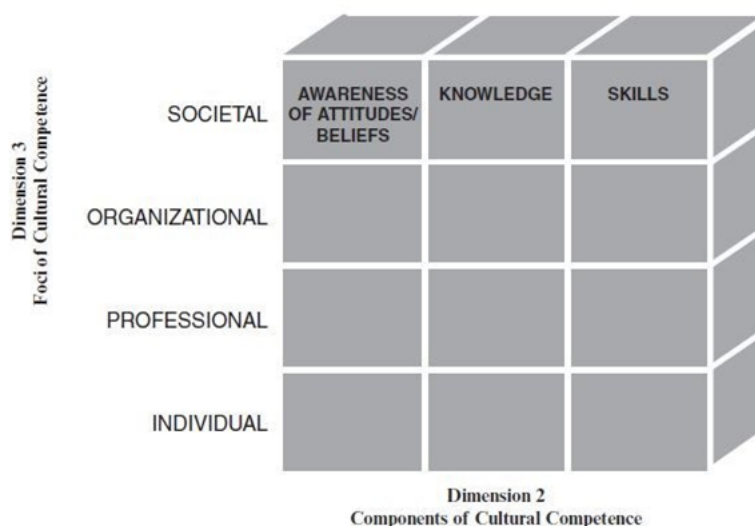 Dimension 3
Foci of Cultural Competence
SOCIETAL
ORGANIZATIONAL
PROFESSIONAL
INDIVIDUAL
AWARENESS
OF ATTITUDES/
BELIEFS
KNOWLEDGE
SKILLS
Dimension 2
Components of Cultural Competence